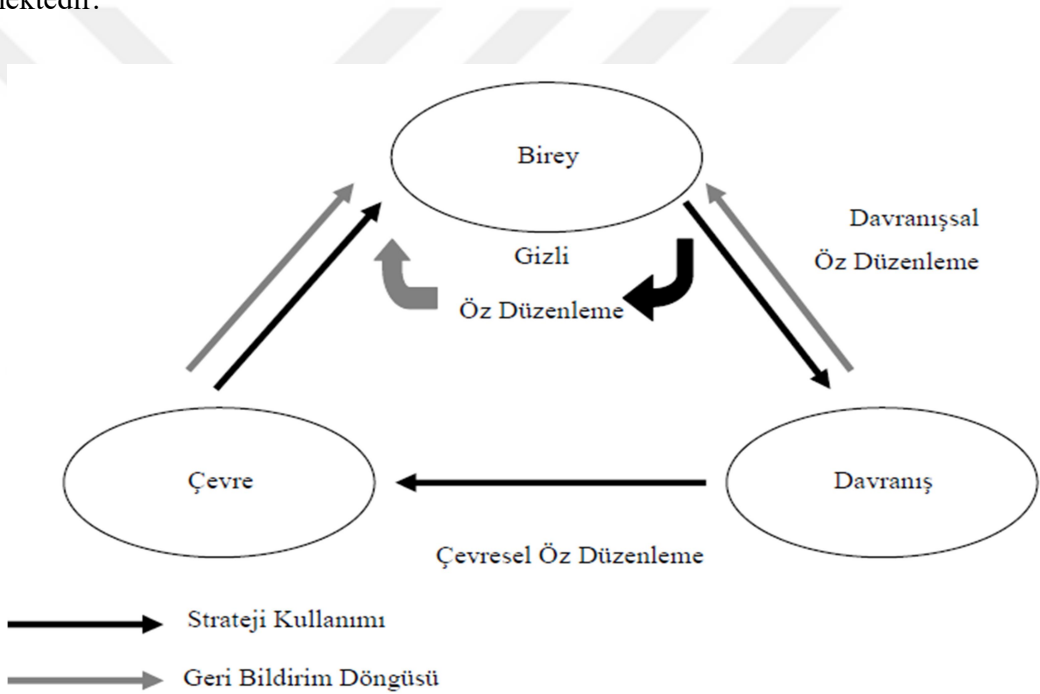 Birey
Davranışsal
Öz Düzenleme
Gizli
Öz Düzenleme
Çevre
Davranış
Çevresel Öz Düzenleme
Strateji Kullanımı
Geri Bildirim Döngüsü